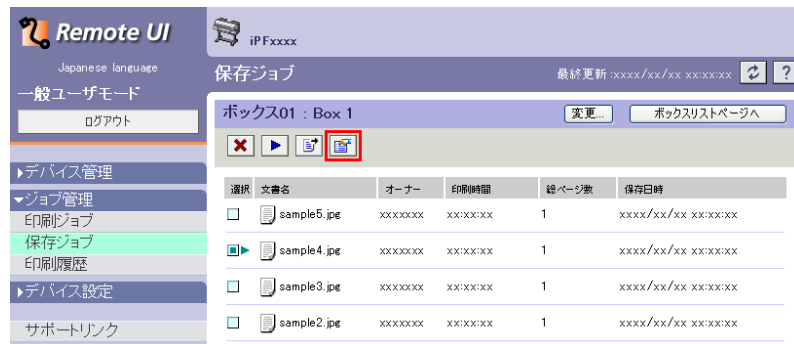 Remote UI
Japanese language
一般ユーザモード
ログアウト
▶デバイス管理
▼ジョブ管理
印刷ジョブ
保存ジョブ
印刷履歴
▶デバイス設定
サポートリンク
iPFxxxx
保存ジョブ
最終更新 :xxxx/xx/xx xx:xx:xx
?
ボックス01 : Box 1
変更...
ボックスリストページへ
選択 文書名 オーナー 印刷時間 総ページ数 保存日時
sample5.jpg xxxxxxx xx:xx:xx 1 xxxx/xx/xx xx:xx:xx
sample4.jpg xxxxxxx xx:xx:xx 1 xxxx/xx/xx xx:xx:xx
sample3.jpg xxxxxxx xx:xx:xx 1 xxxx/xx/xx xx:xx:xx
sample2.jpg xxxxxxx xx:xx:xx 1 xxxx/xx/xx xx:xx:xx